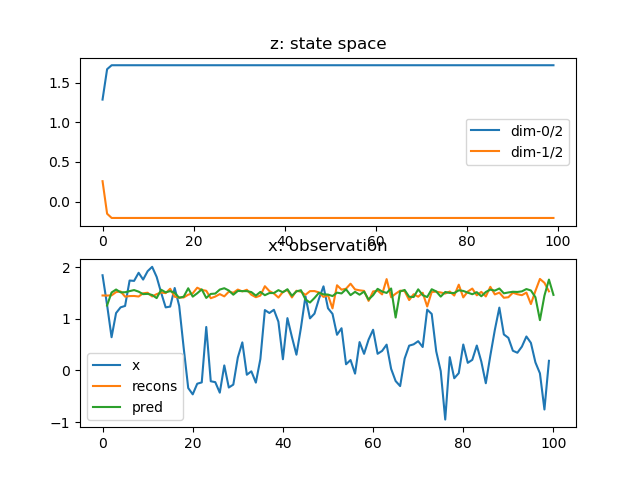 z: state space
1.5
1.0
0.5
0.0
dim-0/2
dim-1/2
0 20 40 60 80 100
x: observation
2
1
0
−1
x
recons
pred
0 20 40 60 80 100